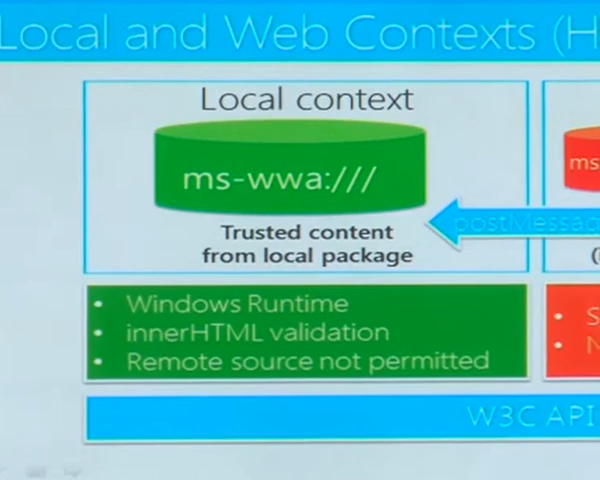 Local and Web Contexts (H
Local context
ms-wwa:///
ms
postMessag
Trusted content
from local package
(
• Windows Runtime
• innerHTML validation
• Remote source not permitted
• S
• N
W3C API